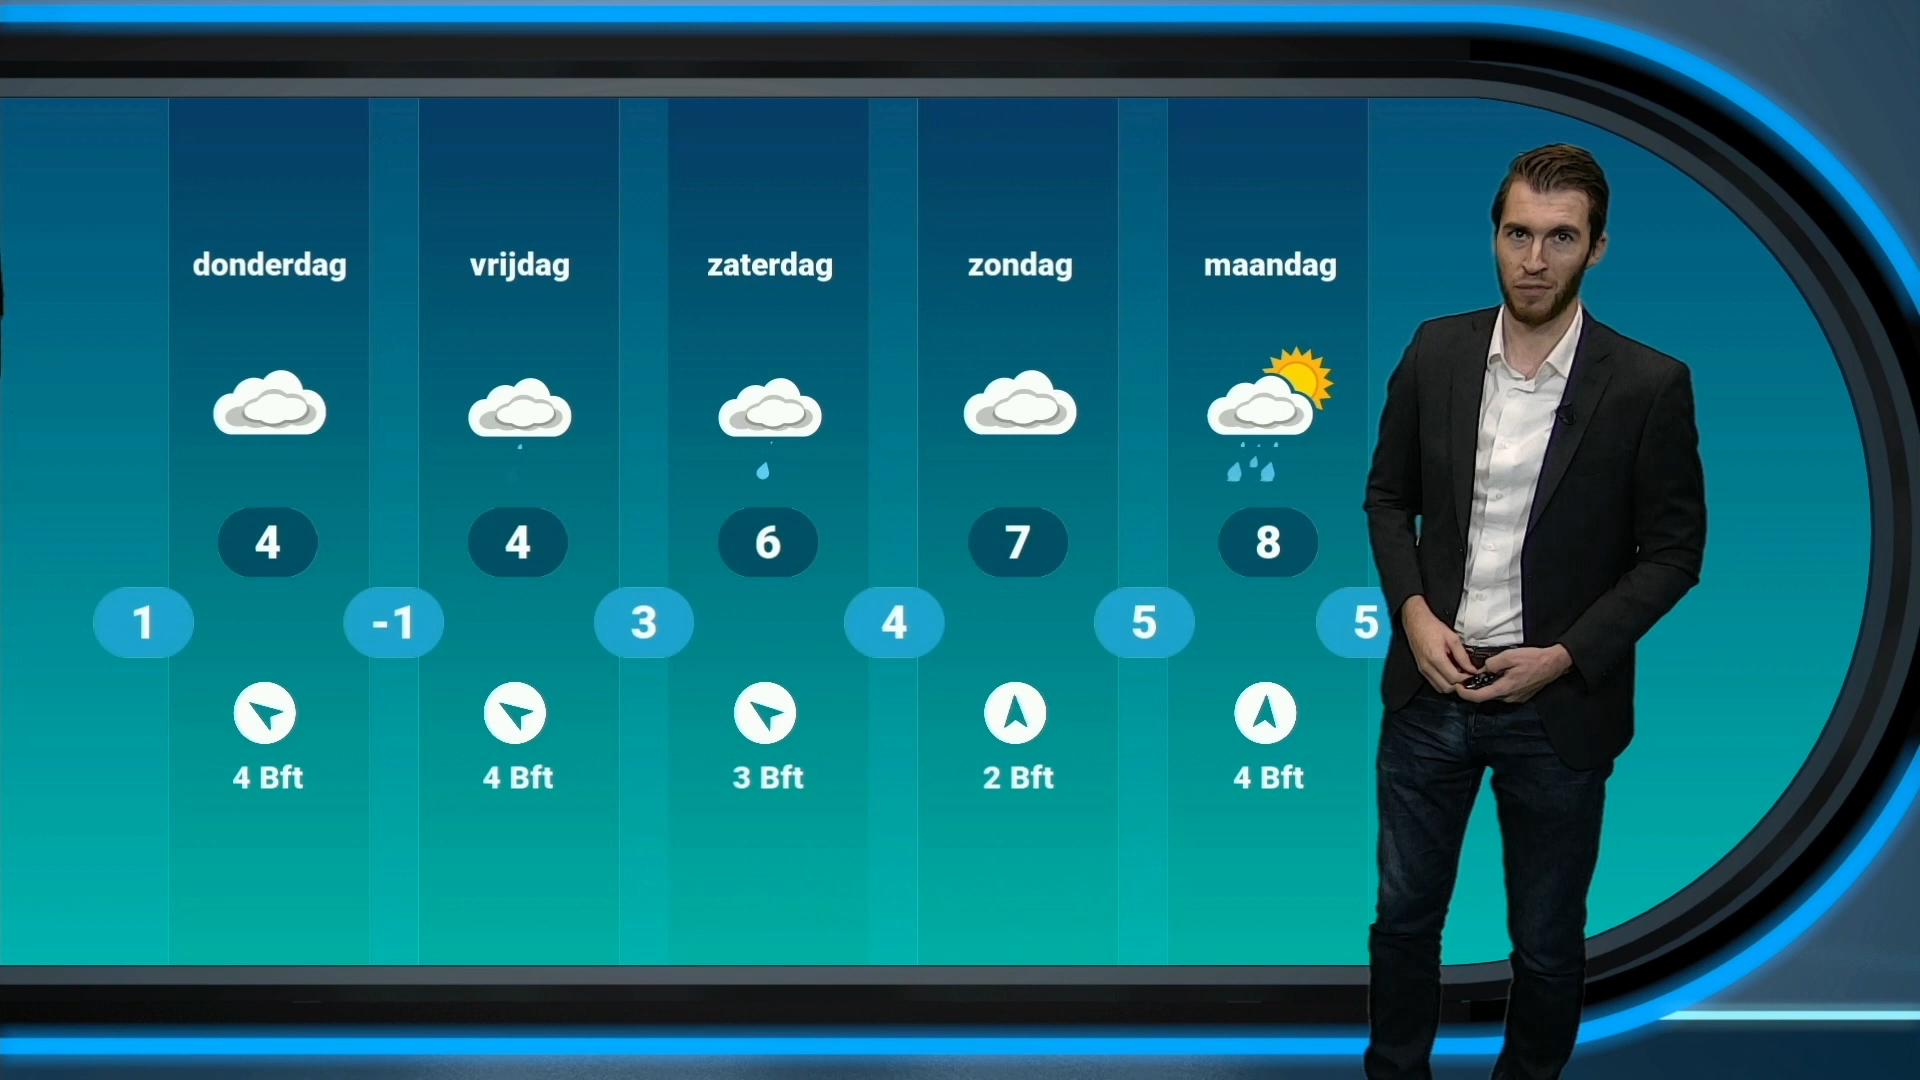 donderdag vrijdag zaterdag zondag maandag
4 4 6 7 8
1 -1 3 4 5 5
4 Bft 4 Bft 3 Bft 2 Bft 4 Bft